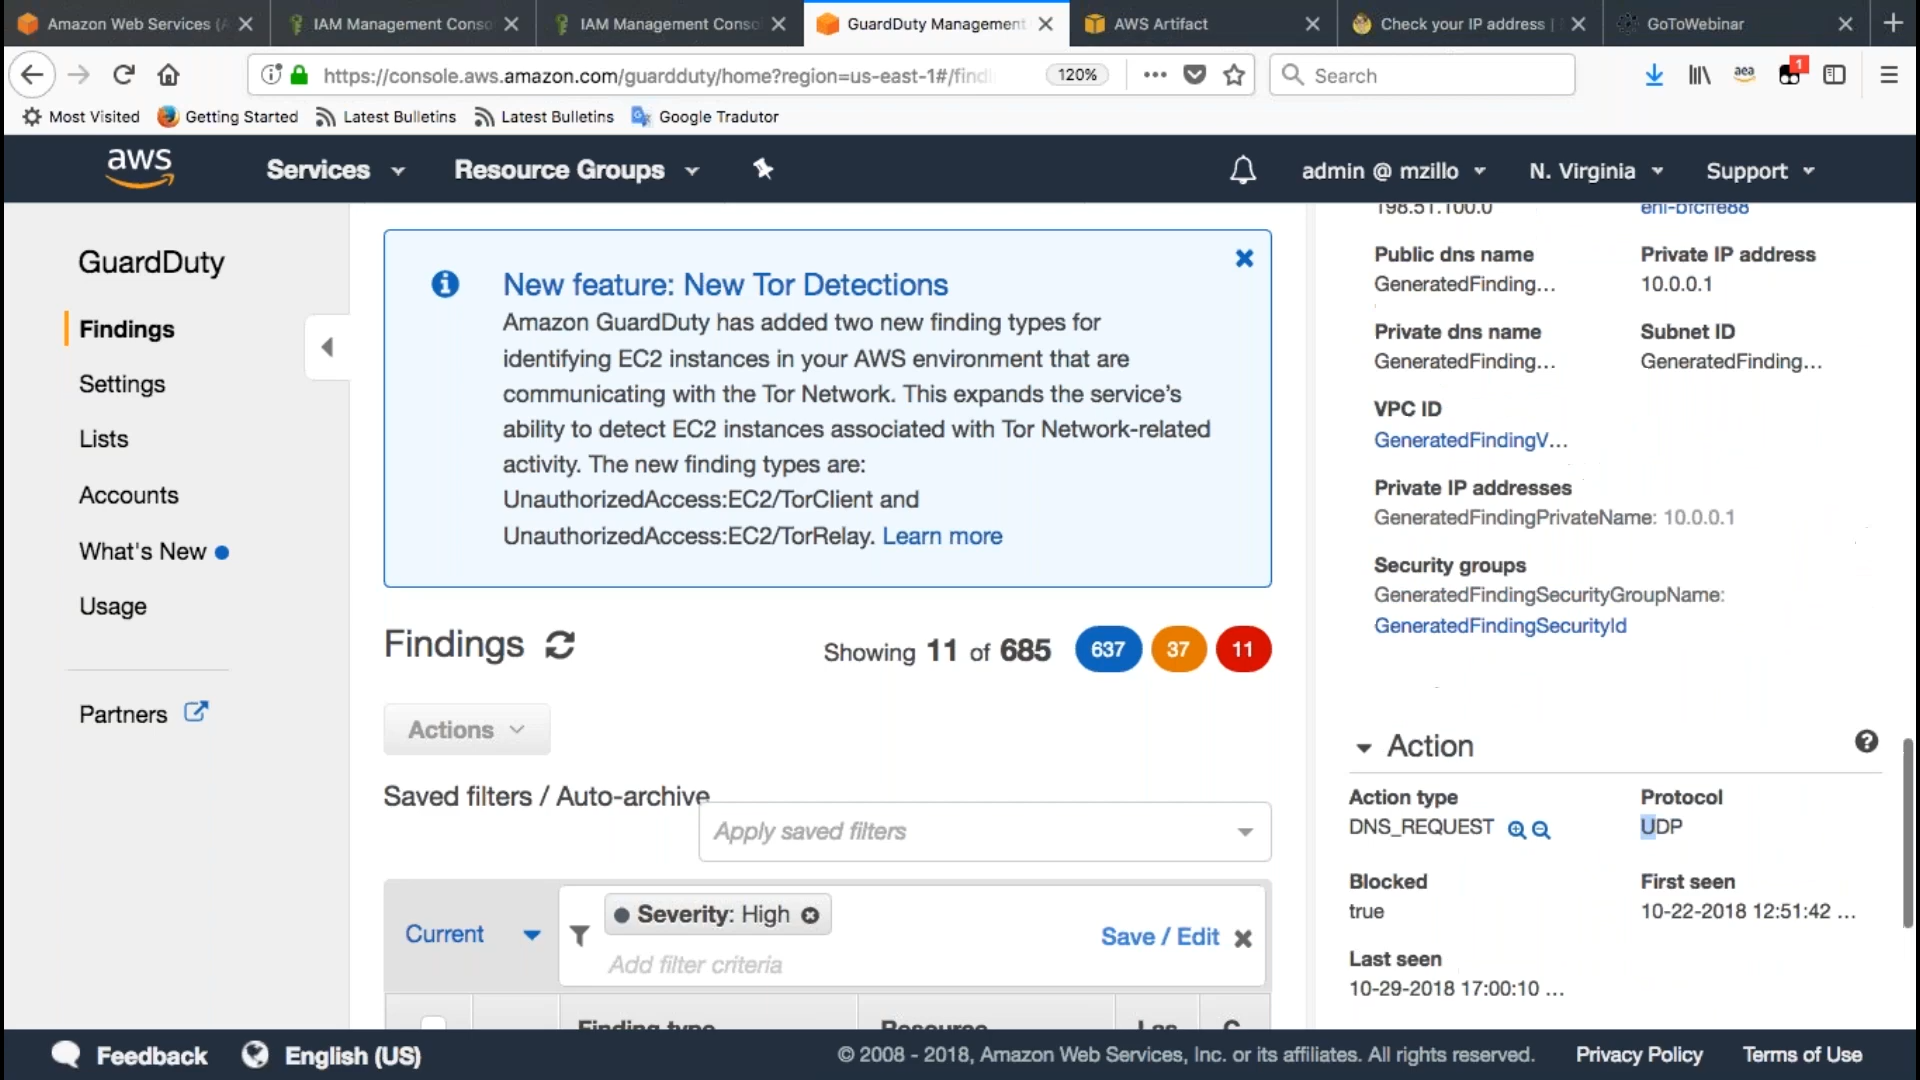 Amazon Web Services (A
IAM Management Conso
IAM Management Conso
GuardDuty Management
AWS Artifact
Check your IP address |
GoToWebinar
https://console.aws.amazon.com/guardduty/home?region=us-east-1#/findi
120%
Search
aea
1
Most Visited
Getting Started
Latest Bulletins
Latest Bulletins
Google Tradutor
aws
Services
Resource Groups
admin @ mzillo
N. Virginia
Support
GuardDuty
Findings
Settings
Lists
Accounts
What's New
Usage
Partners
New feature: New Tor Detections
Amazon GuardDuty has added two new finding types for
identifying EC2 instances in your AWS environment that are
communicating with the Tor Network. This expands the service's
ability to detect EC2 instances associated with Tor Network-related
activity. The new finding types are:
UnauthorizedAccess:EC2/TorClient and
UnauthorizedAccess:EC2/TorRelay. Learn more
Findings
Showing 11 of 685
637
37
11
Actions
Saved filters / Auto-archive
Apply saved filters
Current
Severity: High
Add filter criteria
Save / Edit
Finding type
Resource
Las
C
198.51.100.0
Public dns name
GeneratedFinding...
Private IP address
10.0.0.1
Private dns name
GeneratedFinding...
Subnet ID
GeneratedFinding...
VPC ID
GeneratedFindingV...
Private IP addresses
GeneratedFindingPrivateName: 10.0.0.1
Security groups
GeneratedFindingSecurityGroupName:
GeneratedFindingSecurityId
Action
Action type
DNS_REQUEST
Protocol
UDP
Blocked
true
First seen
10-22-2018 12:51:42 ...
Last seen
10-29-2018 17:00:10 ...
Feedback
English (US)
© 2008 - 2018, Amazon Web Services, Inc. or its affiliates. All rights reserved.
Privacy Policy
Terms of Use